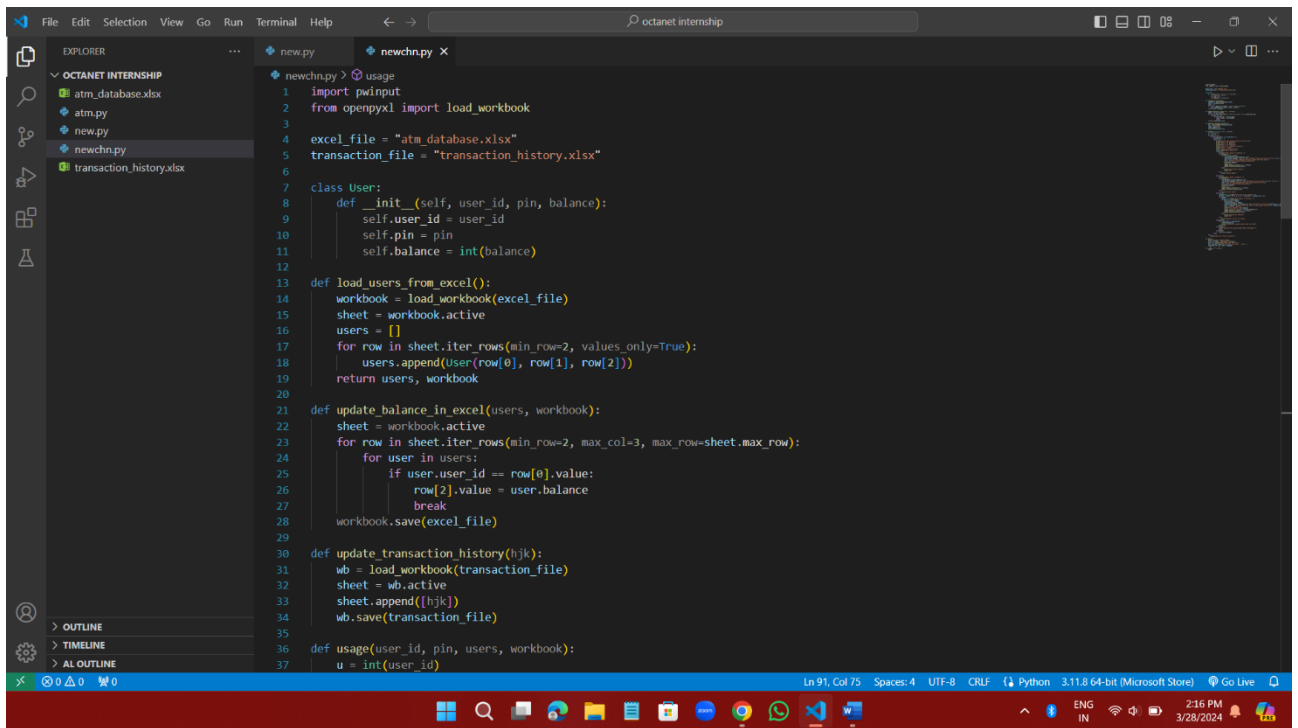 File Edit Selection View Go Run Terminal Help
octanet internship
EXPLORER
new.py
newchn.py
OCTANET INTERNSHIP
atm_database.xlsx
atm.py
new.py
newchn.py
transaction_history.xlsx
OUTLINE
TIMELINE
AL OUTLINE
newchn.py > usage
1 import pwinput
2 from openpyxl import load_workbook
3
4 excel_file = "atm_database.xlsx"
5 transaction_file = "transaction_history.xlsx"
6
7 class User:
8 def __init__(self, user_id, pin, balance):
9 self.user_id = user_id
10 self.pin = pin
11 self.balance = int(balance)
12
13 def load_users_from_excel():
14 workbook = load_workbook(excel_file)
15 sheet = workbook.active
16 users = []
17 for row in sheet.iter_rows(min_row=2, values_only=True):
18 users.append(User(row[0], row[1], row[2]))
19 return users, workbook
20
21 def update_balance_in_excel(users, workbook):
22 sheet = workbook.active
23 for row in sheet.iter_rows(min_row=2, max_col=3, max_row=sheet.max_row):
24 for user in users:
25 if user.user_id == row[0].value:
26 row[2].value = user.balance
27 break
28 workbook.save(excel_file)
29
30 def update_transaction_history(hjk):
31 wb = load_workbook(transaction_file)
32 sheet = wb.active
33 sheet.append([hjk])
34 wb.save(transaction_file)
35
36 def usage(user_id, pin, users, workbook):
37 u = int(user_id)
0 0 0
Ln 91, Col 75 Spaces: 4 UTF-8 CRLF Python 3.11.8 64-bit (Microsoft Store) Go Live
zoom
ENG
IN
2:16 PM
3/28/2024